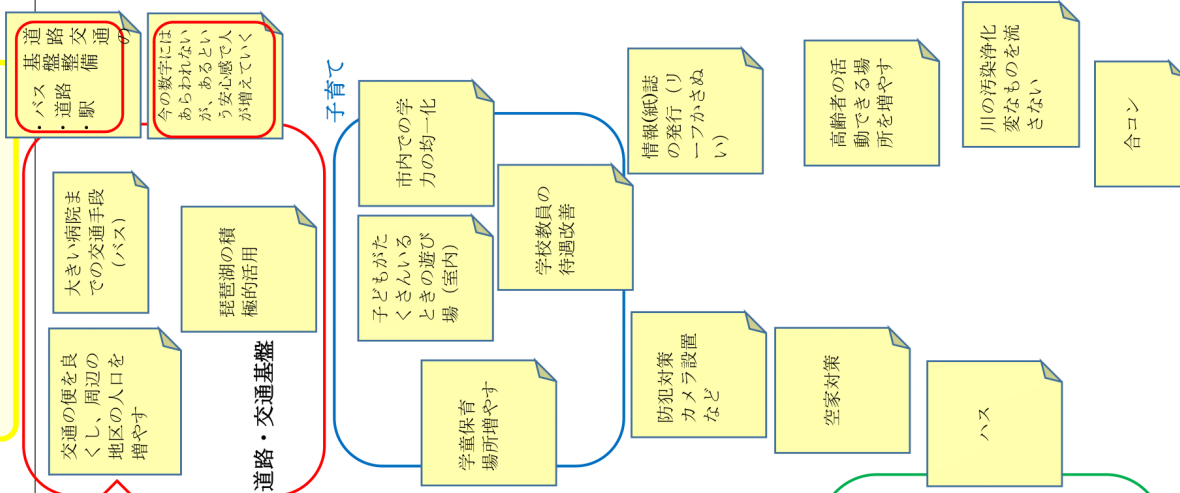 道路交通の
基盤整備
・バス
・道路
・駅
今の数字には
あらわれない
が、あるとい
う安心感で人
が増えていく
大きい病院ま
での交通手段
（バス）
琵琶湖の積
極的活用
交通の便を良
くし、周辺の
地区の人口を
増やす
道路・交通基盤
子育て
市内での学
力の均一化
子どもがた
くさんいる
ときの遊び
場（室内）
学校教員の
待遇改善
学童保育
場所増やす
情報(紙)誌
の発行（リ
ーフかさぬ
い）
防犯対策
カメラ設置
など
高齢者の活
動できる場
所を増やす
空家対策
川の汚染浄化
変なものを流
さない
ハス
合コン